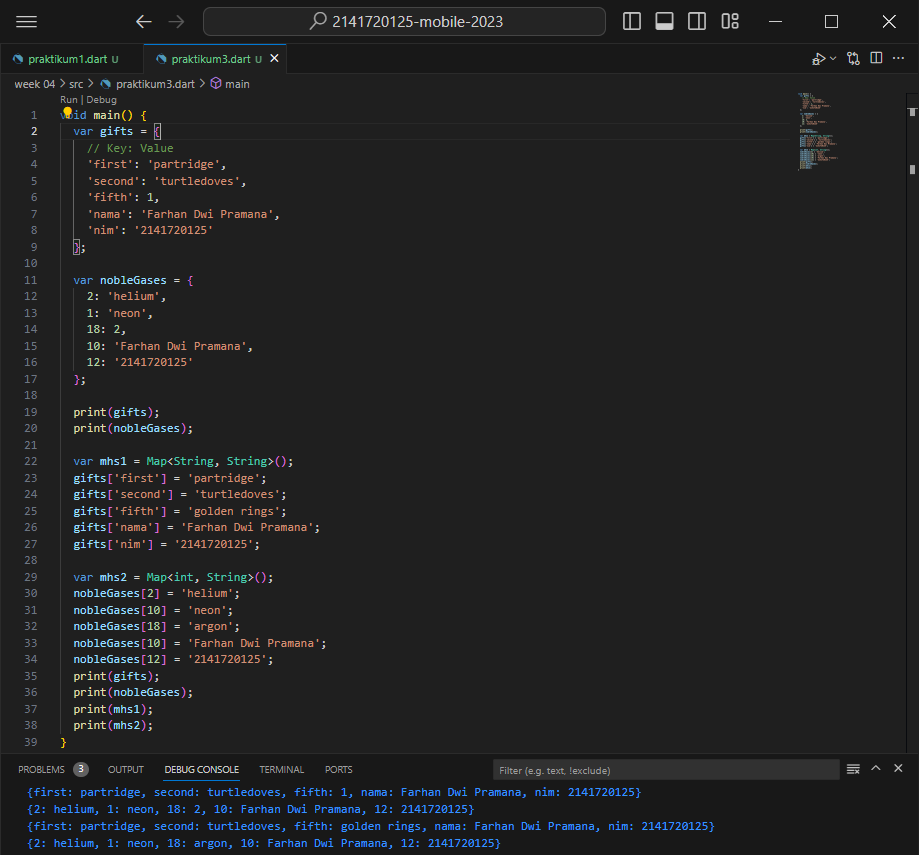 2141720125-mobile-2023
praktikum1.dart U praktikum3.dart U
week 04 > src > praktikum3.dart > main
Run | Debug
1 void main() {
2 var gifts = {
3 // Key: Value
4 'first': 'partridge',
5 'second': 'turtledoves',
6 'fifth': 1,
7 'nama': 'Farhan Dwi Pramana',
8 'nim': '2141720125'
9 };
10
11 var nobleGases = {
12 2: 'helium',
13 1: 'neon',
14 18: 2,
15 10: 'Farhan Dwi Pramana',
16 12: '2141720125'
17 };
18
19 print(gifts);
20 print(nobleGases);
21
22 var mhs1 = Map<String, String>();
23 gifts['first'] = 'partridge';
24 gifts['second'] = 'turtledoves';
25 gifts['fifth'] = 'golden rings';
26 gifts['nama'] = 'Farhan Dwi Pramana';
27 gifts['nim'] = '2141720125';
28
29 var mhs2 = Map<int, String>();
30 nobleGases[2] = 'helium';
31 nobleGases[10] = 'neon';
32 nobleGases[18] = 'argon';
33 nobleGases[10] = 'Farhan Dwi Pramana';
34 nobleGases[12] = '2141720125';
35 print(gifts);
36 print(nobleGases);
37 print(mhs1);
38 print(mhs2);
39 }
PROBLEMS 3 OUTPUT DEBUG CONSOLE TERMINAL PORTS Filter (e.g. text, !exclude)
{first: partridge, second: turtledoves, fifth: 1, nama: Farhan Dwi Pramana, nim: 2141720125}
{2: helium, 1: neon, 18: 2, 10: Farhan Dwi Pramana, 12: 2141720125}
{first: partridge, second: turtledoves, fifth: golden rings, nama: Farhan Dwi Pramana, nim: 2141720125}
{2: helium, 1: neon, 18: argon, 10: Farhan Dwi Pramana, 12: 2141720125}